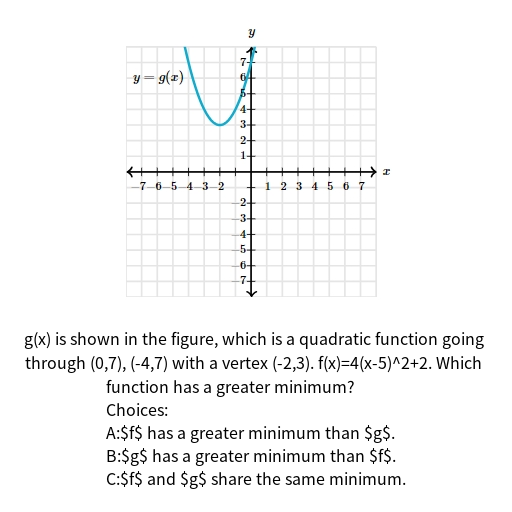 y
y = g(x)
7
6
5
4
3
2
1
x
-7 -6 -5 -4 -3 -2 1 2 3 4 5 6 7
-2
-3
-4
-5
-6
-7
g(x) is shown in the figure, which is a quadratic function going
through (0,7), (-4,7) with a vertex (-2,3). f(x)=4(x-5)^2+2. Which
function has a greater minimum?
Choices:
A:$f$ has a greater minimum than $g$.
B:$g$ has a greater minimum than $f$.
C:$f$ and $g$ share the same minimum.